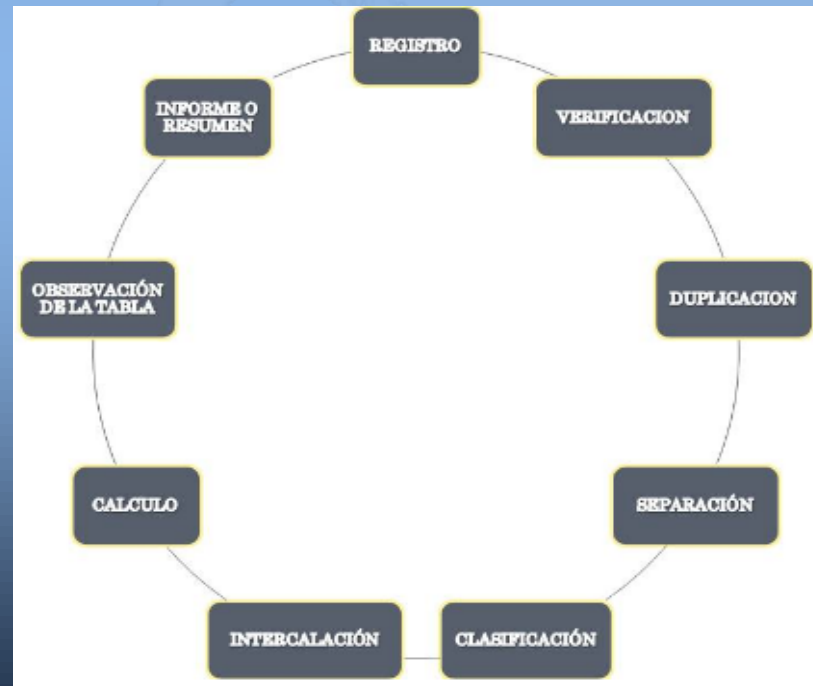 REGISTRO
VERIFICACION
DUPLICACION
SEPARACIÓN
CLASIFICACIÓN
INTERCALACIÓN
CALCULO
OBSERVACIÓN
DE LA TABLA
INFORME O
RESUMEN